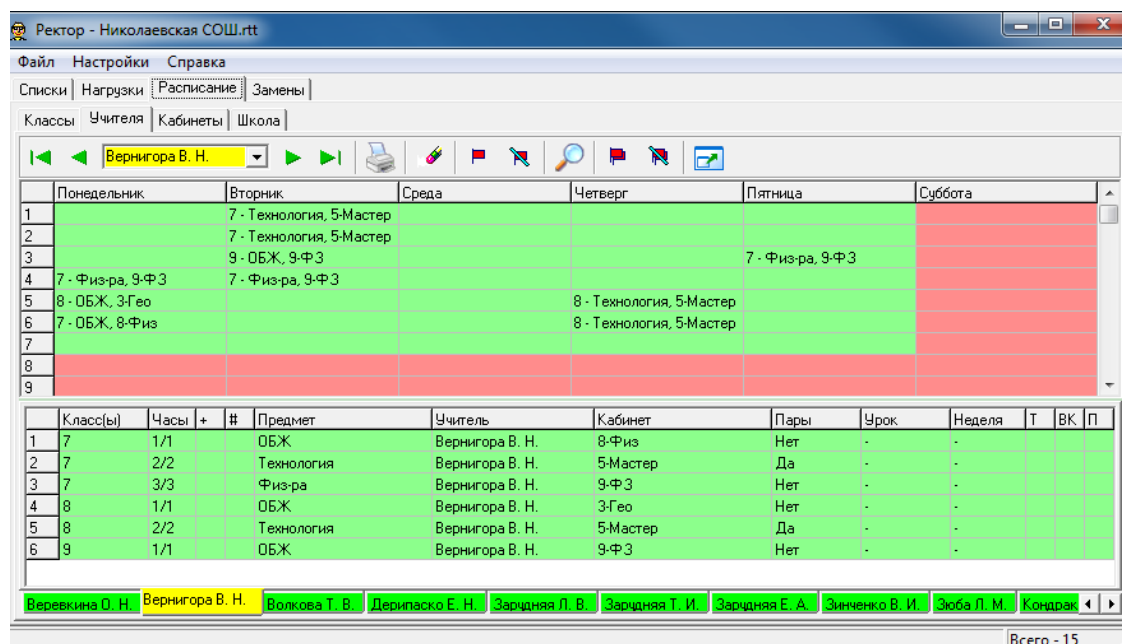 Ректор - Николаевская СОШ.rtt
Файл Настройки Справка
Списки Нагрузки Расписание Замены
Классы Учителя Кабинеты Школа
Вернигора В. Н.
Понедельник Вторник Среда Четверг Пятница Суббота
1 7 - Технология, 5-Мастер
2 7 - Технология, 5-Мастер
3 9 - ОБЖ, 9-ФЗ 7 - Физ-ра, 9-ФЗ
4 7 - Физ-ра, 9-ФЗ 7 - Физ-ра, 9-ФЗ
5 8 - ОБЖ, 3-Гео 8 - Технология, 5-Мастер
6 7 - ОБЖ, 8-Физ 8 - Технология, 5-Мастер
7
8
9
Класс(ы) Часы + # Предмет Учитель Кабинет Пары Урок Неделя Т ВК П
1 7 1/1 ОБЖ Вернигора В. Н. 8-Физ Нет - -
2 7 2/2 Технология Вернигора В. Н. 5-Мастер Да - -
3 7 3/3 Физ-ра Вернигора В. Н. 9-ФЗ Нет - -
4 8 1/1 ОБЖ Вернигора В. Н. 3-Гео Нет - -
5 8 2/2 Технология Вернигора В. Н. 5-Мастер Да - -
6 9 1/1 ОБЖ Вернигора В. Н. 9-ФЗ Нет - -
Веревкина О. Н. Вернигора В. Н. Волкова Т. В. Дерипаско Е. Н. Зарудняя Л. В. Зарудняя Т. И. Зарудняя Е. А. Зинченко В. И. Зюба Л. М. Кондрак
Всего - 15